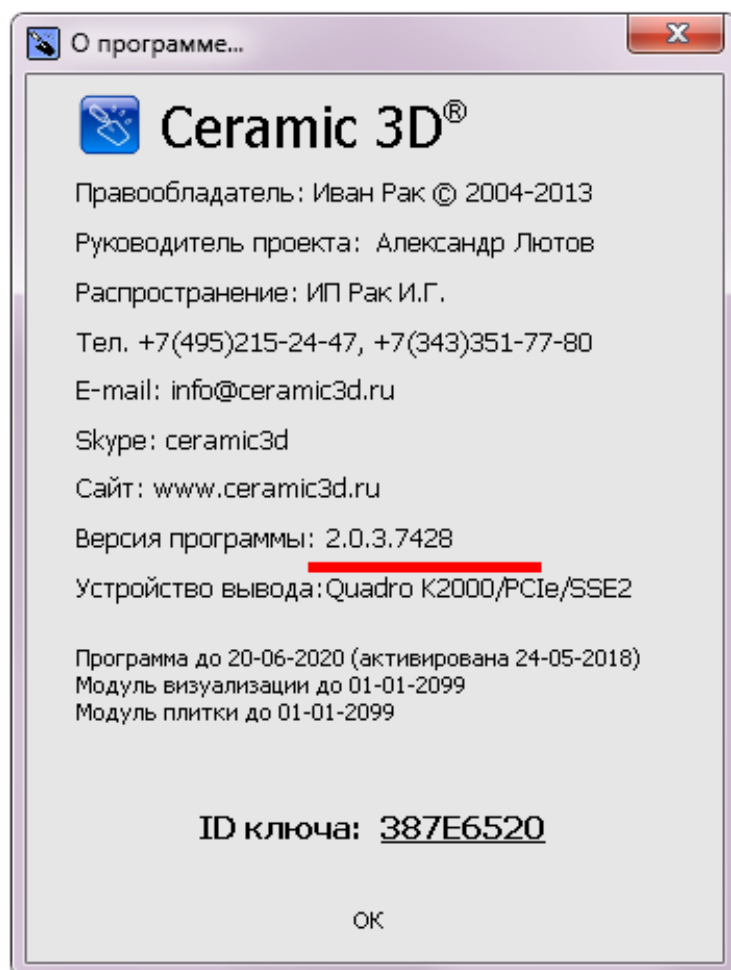 О программе...
Ceramic 3D®
Правообладатель: Иван Рак © 2004-2013
Руководитель проекта: Александр Лютов
Распространение: ИП Рак И.Г.
Тел. +7(495)215-24-47, +7(343)351-77-80
E-mail: info@ceramic3d.ru
Skype: ceramic3d
Сайт: www.ceramic3d.ru
Версия программы: 2.0.3.7428
Устройство вывода:Quadro K2000/PCIe/SSE2
Программа до 20-06-2020 (активирована 24-05-2018)
Модуль визуализации до 01-01-2099
Модуль плитки до 01-01-2099
ID ключа: 387E6520
ОК